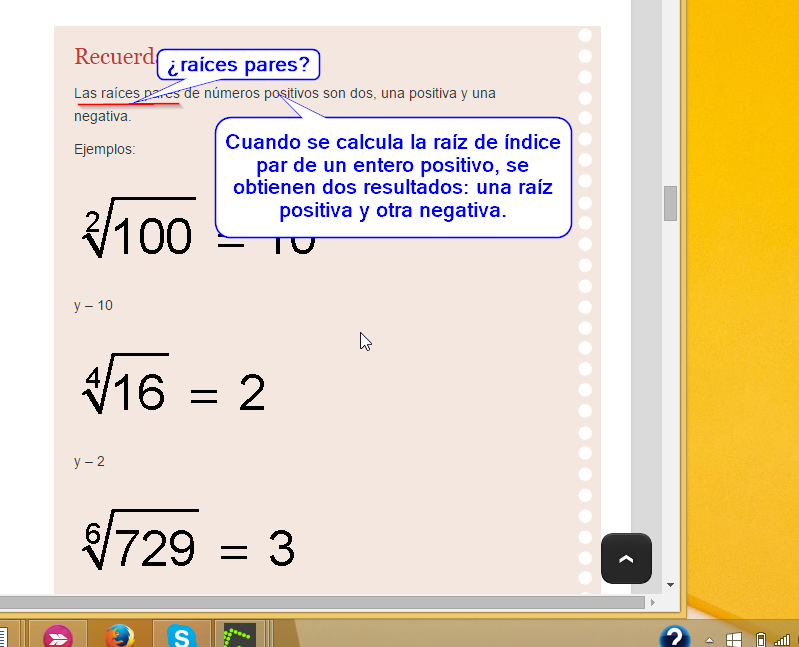 Recuerd
¿raíces pares?
Las raíces pares de números positivos son dos, una positiva y una
negativa.
Cuando se calcula la raíz de índice
par de un entero positivo, se
obtienen dos resultados: una raíz
positiva y otra negativa.
Ejemplos:
2√100 = 10
y – 10
4√16 = 2
y – 2
6√729 = 3